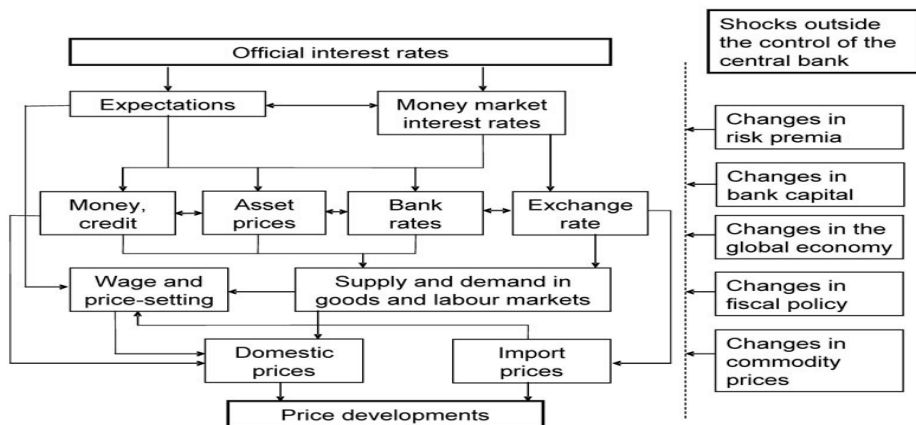 Official interest rates
Shocks outside
the control of the
central bank
Expectations
Money market
interest rates
Changes in
risk premia
Money,
credit
Asset
prices
Bank
rates
Exchange
rate
Changes in
bank capital
Changes in the
global economy
Wage and
price-setting
Supply and demand in
goods and labour markets
Changes in
fiscal policy
Domestic
prices
Import
prices
Changes in
commodity
prices
Price developments